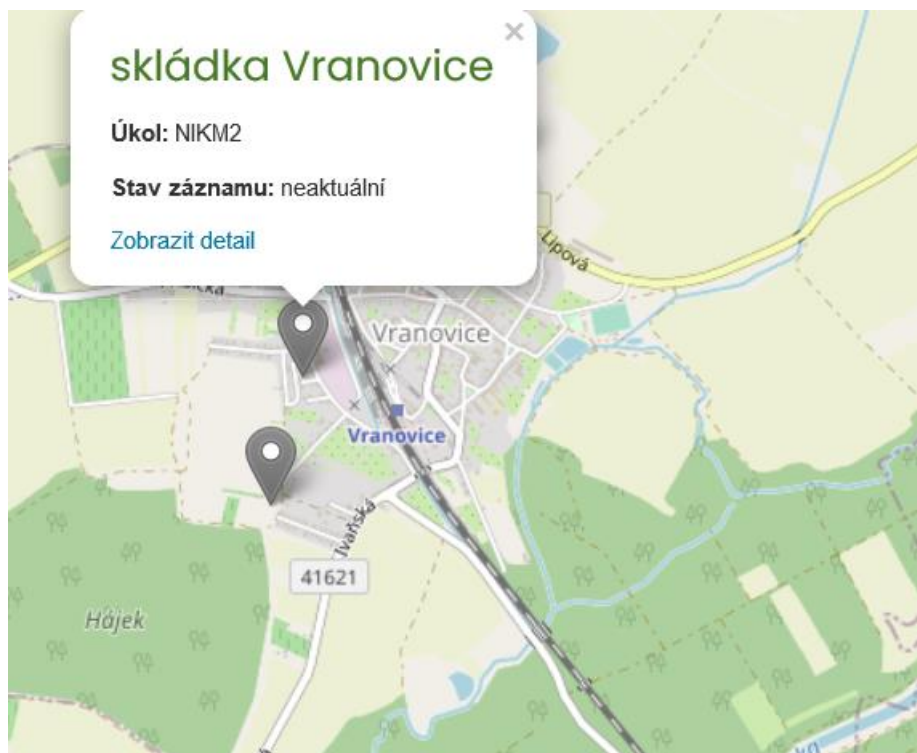 ×
skládka Vranovice
Úkol: NIKM2
Stav záznamu: neaktuální
Zobrazit detail
Lipová
Vranovice
Vranovice
Ivaňská
41621
Hájek